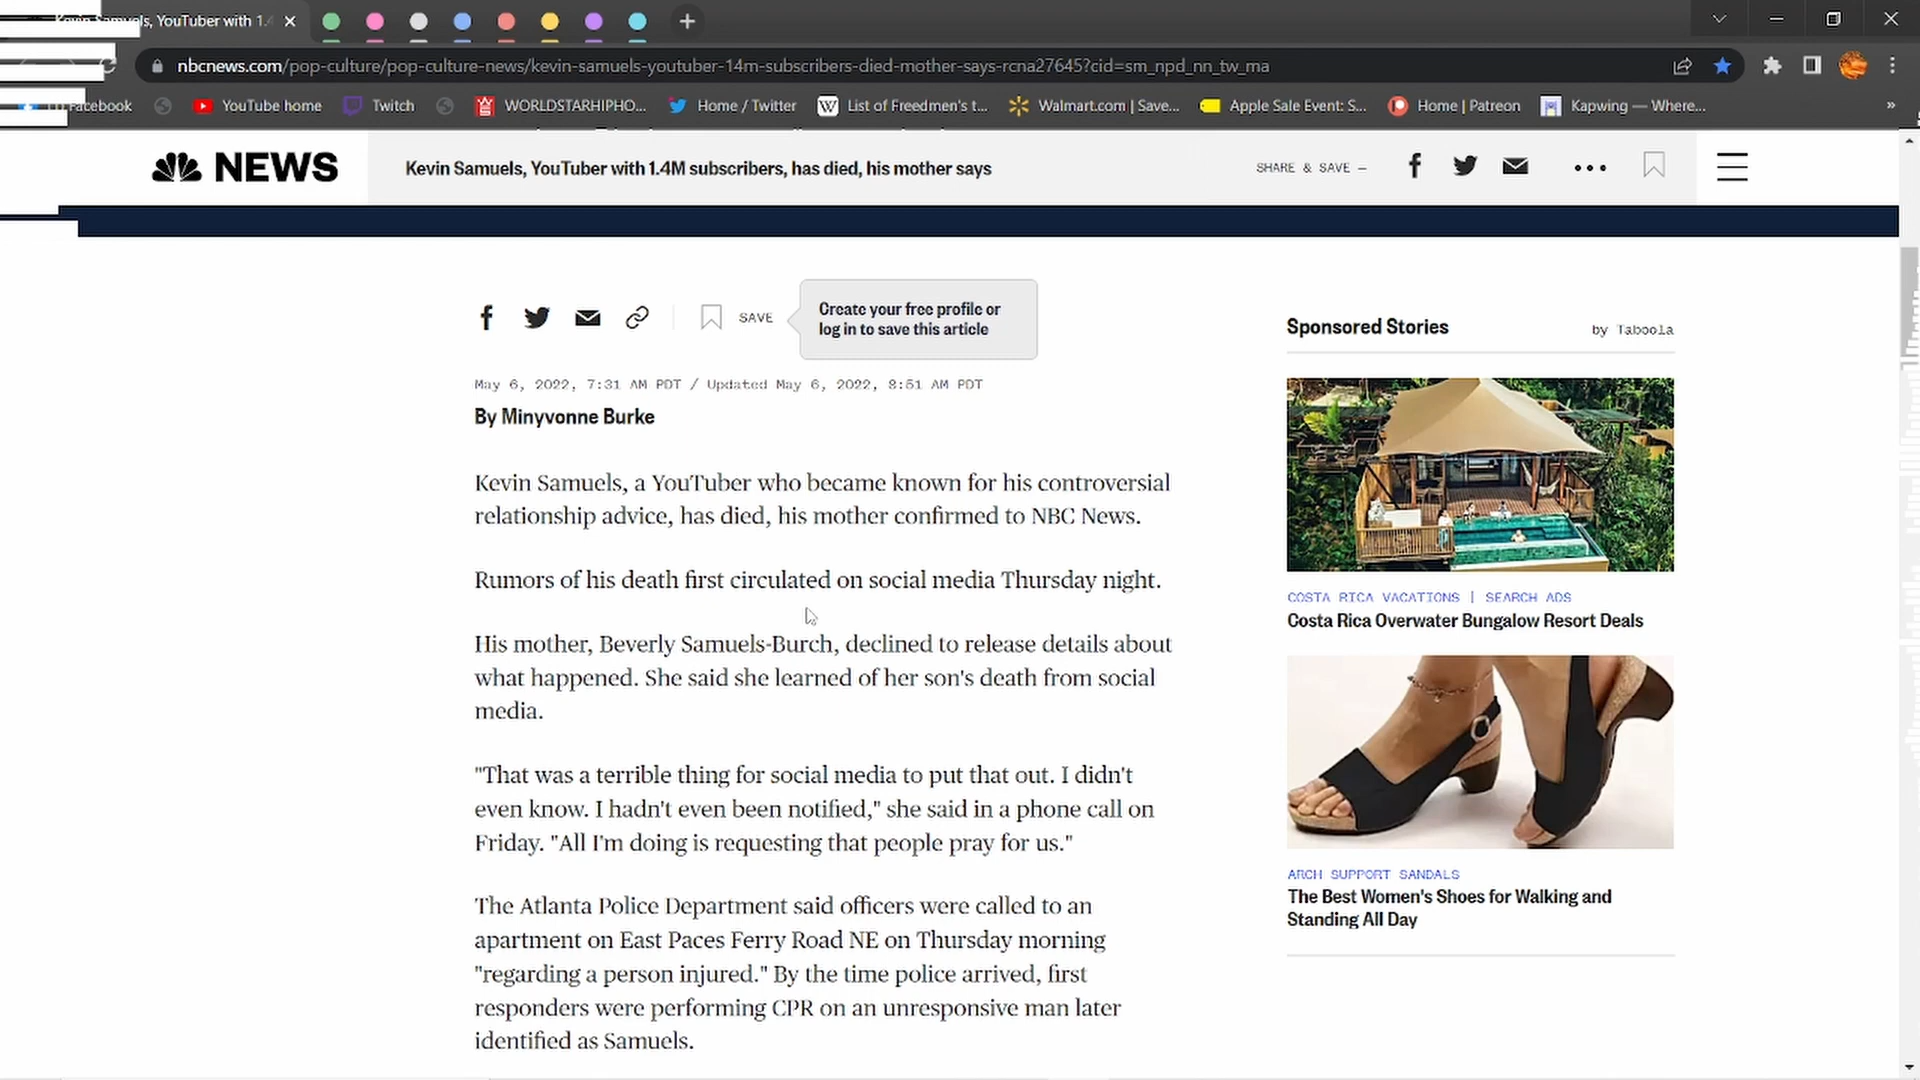 Kevin Samuels, YouTuber with 1.4
nbcnews.com/pop-culture/pop-culture-news/kevin-samuels-youtuber-14m-subscribers-died-mother-says-rcna27645?cid=sm_npd_nn_tw_ma
Facebook YouTube home Twitch WORLDSTARHIPHO... Home / Twitter List of Freedmen's t... Walmart.com | Save... Apple Sale Event: S... Home | Patreon Kapwing — Where... »
NEWS Kevin Samuels, YouTuber with 1.4M subscribers, has died, his mother says SHARE & SAVE —
SAVE
Create your free profile or
log in to save this article
May 6, 2022, 7:31 AM PDT / Updated May 6, 2022, 8:51 AM PDT
By Minyvonne Burke
Kevin Samuels, a YouTuber who became known for his controversial
relationship advice, has died, his mother confirmed to NBC News.
Rumors of his death first circulated on social media Thursday night.
His mother, Beverly Samuels-Burch, declined to release details about
what happened. She said she learned of her son's death from social
media.
"That was a terrible thing for social media to put that out. I didn't
even know. I hadn't even been notified," she said in a phone call on
Friday. "All I'm doing is requesting that people pray for us."
The Atlanta Police Department said officers were called to an
apartment on East Paces Ferry Road NE on Thursday morning
"regarding a person injured." By the time police arrived, first
responders were performing CPR on an unresponsive man later
identified as Samuels.
Sponsored Stories by Taboola
COSTA RICA VACATIONS | SEARCH ADS
Costa Rica Overwater Bungalow Resort Deals
ARCH SUPPORT SANDALS
The Best Women's Shoes for Walking and
Standing All Day